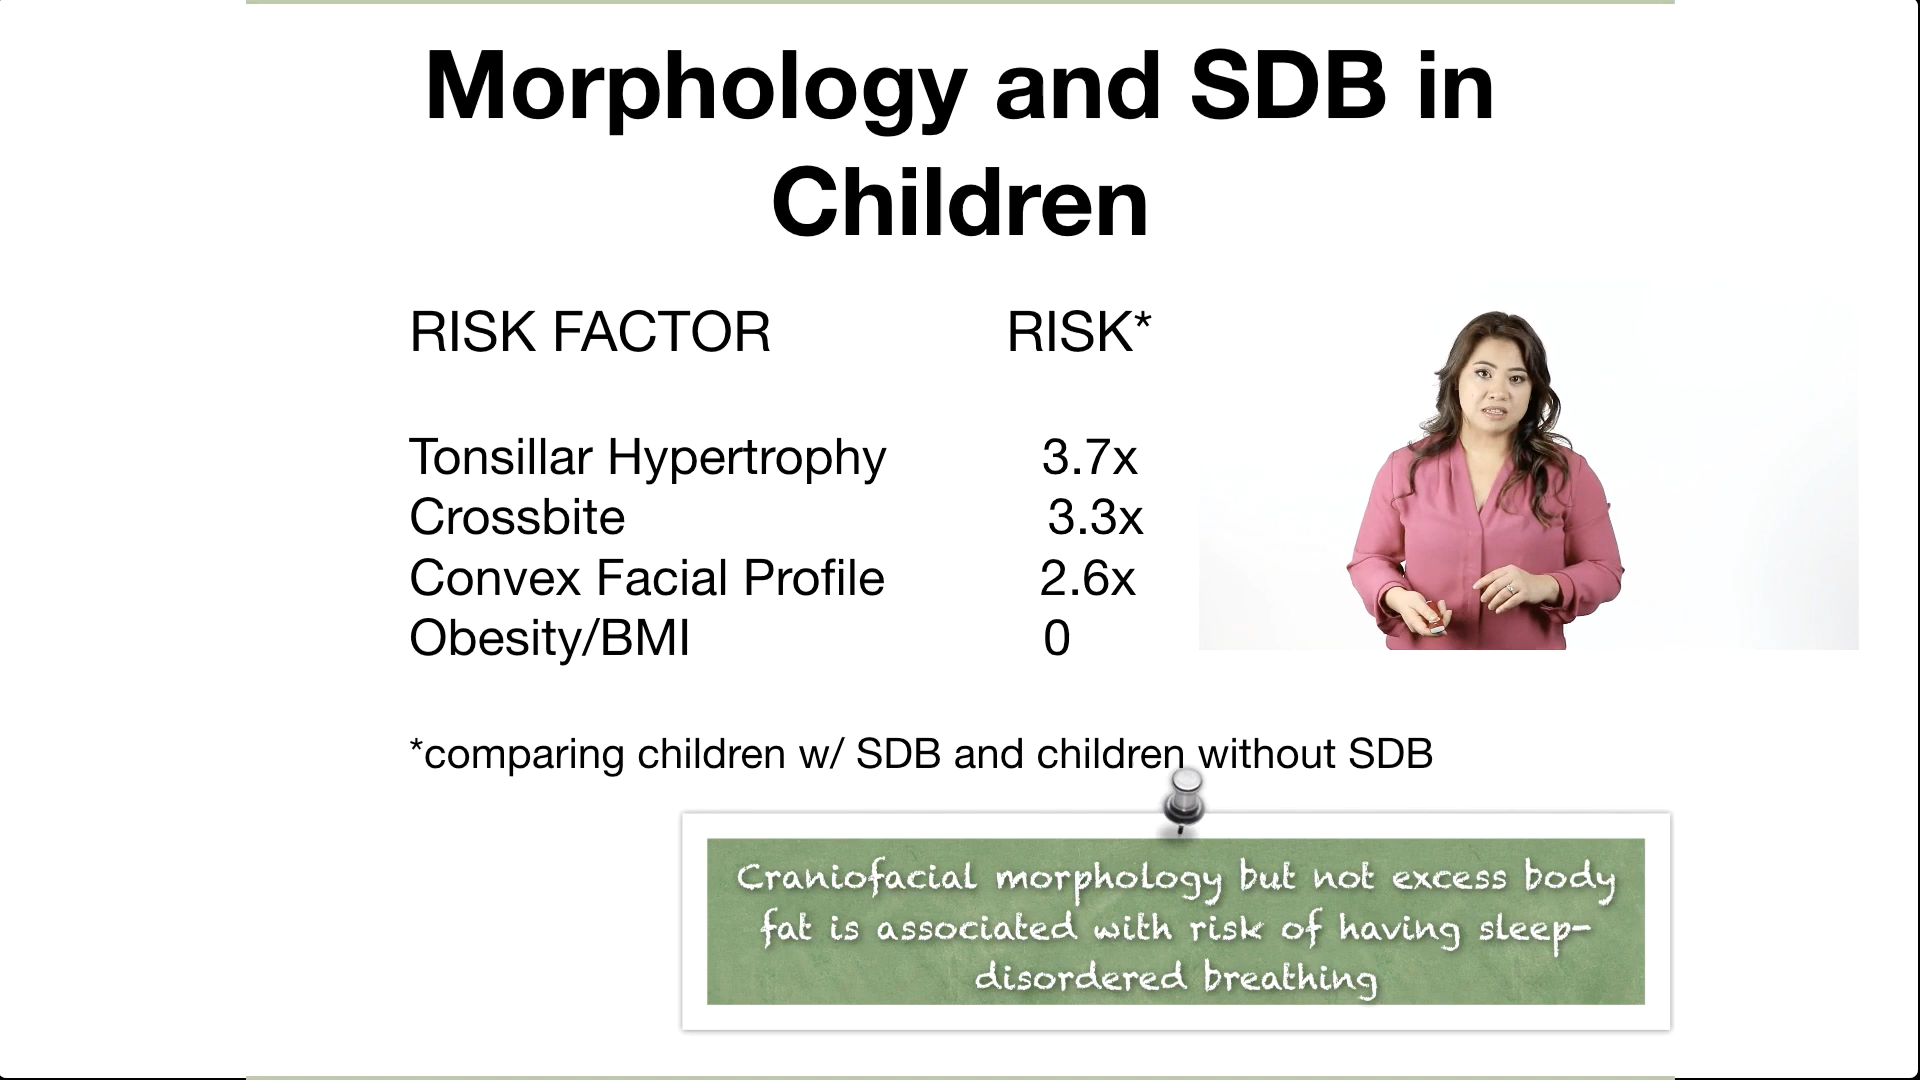 Morphology and SDB in
Children
RISK FACTOR RISK*
Tonsillar Hypertrophy 3.7x
Crossbite 3.3x
Convex Facial Profile 2.6x
Obesity/BMI 0
*comparing children w/ SDB and children without SDB
Craniofacial morphology but not excess body
fat is associated with risk of having sleep-
disordered breathing